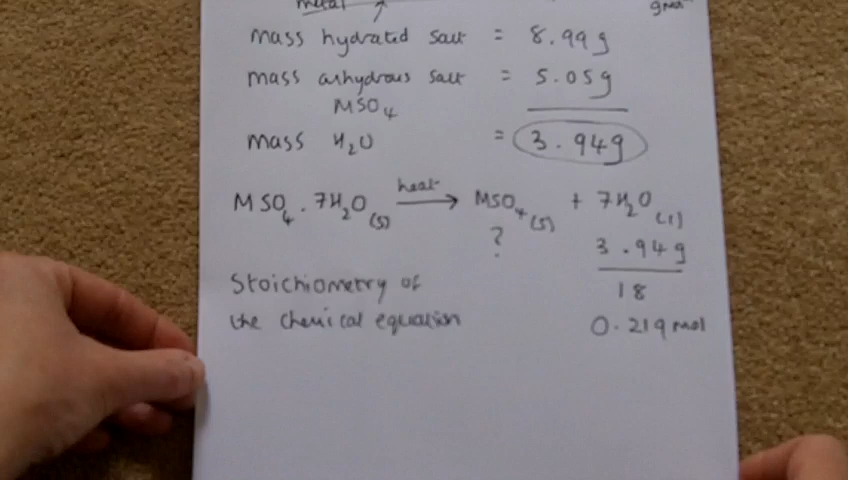 metal
mass hydrated salt = 8.99g
mass anhydrous salt = 5.05g
MSO4
mass H2O = 3.94g
MSO4 . 7H2O(s) heat → MSO4(s) + 7H2O(l)
? 3.94g
Stoichiometry of 18
the chemical equation 0.219 mol